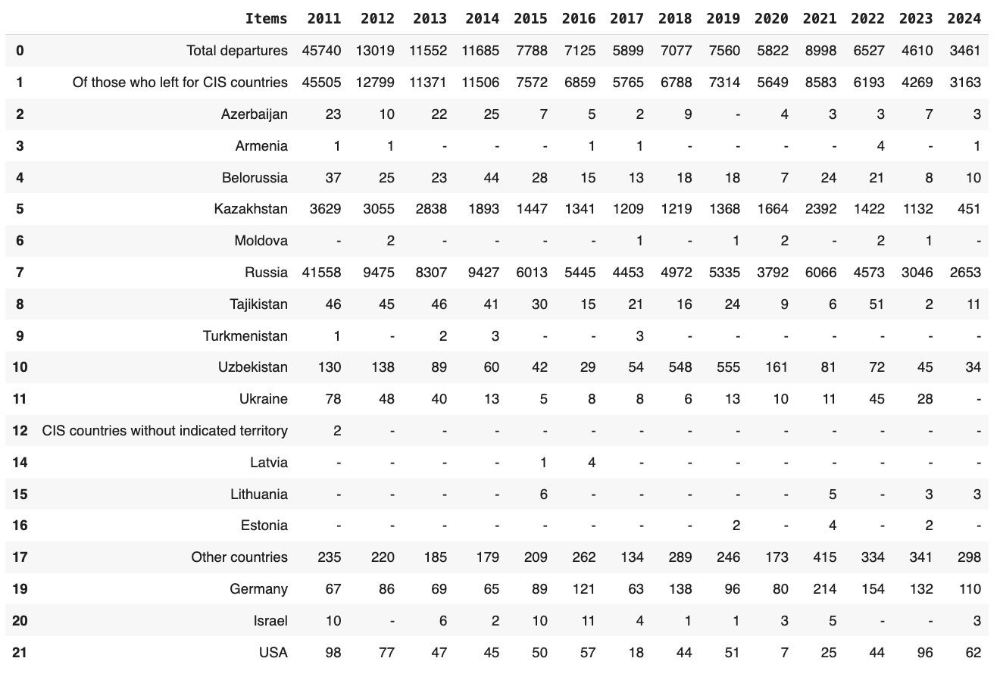 Items 2011 2012 2013 2014 2015 2016 2017 2018 2019 2020 2021 2022 2023 2024
0 Total departures 45740 13019 11552 11685 7788 7125 5899 7077 7560 5822 8998 6527 4610 3461
1 Of those who left for CIS countries 45505 12799 11371 11506 7572 6859 5765 6788 7314 5649 8583 6193 4269 3163
2 Azerbaijan 23 10 22 25 7 5 2 9 - 4 3 3 7 3
3 Armenia 1 1 - - - 1 1 - - - - 4 - 1
4 Belorussia 37 25 23 44 28 15 13 18 18 7 24 21 8 10
5 Kazakhstan 3629 3055 2838 1893 1447 1341 1209 1219 1368 1664 2392 1422 1132 451
6 Moldova - 2 - - - - 1 - 1 2 - 2 1 -
7 Russia 41558 9475 8307 9427 6013 5445 4453 4972 5335 3792 6066 4573 3046 2653
8 Tajikistan 46 45 46 41 30 15 21 16 24 9 6 51 2 11
9 Turkmenistan 1 - 2 3 - - 3 - - - - - - -
10 Uzbekistan 130 138 89 60 42 29 54 548 555 161 81 72 45 34
11 Ukraine 78 48 40 13 5 8 8 6 13 10 11 45 28 -
12 CIS countries without indicated territory 2 - - - - - - - - - - - - -
14 Latvia - - - - 1 4 - - - - - - - -
15 Lithuania - - - - 6 - - - - - 5 - 3 3
16 Estonia - - - - - - - - 2 - 4 - 2 -
17 Other countries 235 220 185 179 209 262 134 289 246 173 415 334 341 298
19 Germany 67 86 69 65 89 121 63 138 96 80 214 154 132 110
20 Israel 10 - 6 2 10 11 4 1 1 3 5 - - 3
21 USA 98 77 47 45 50 57 18 44 51 7 25 44 96 62